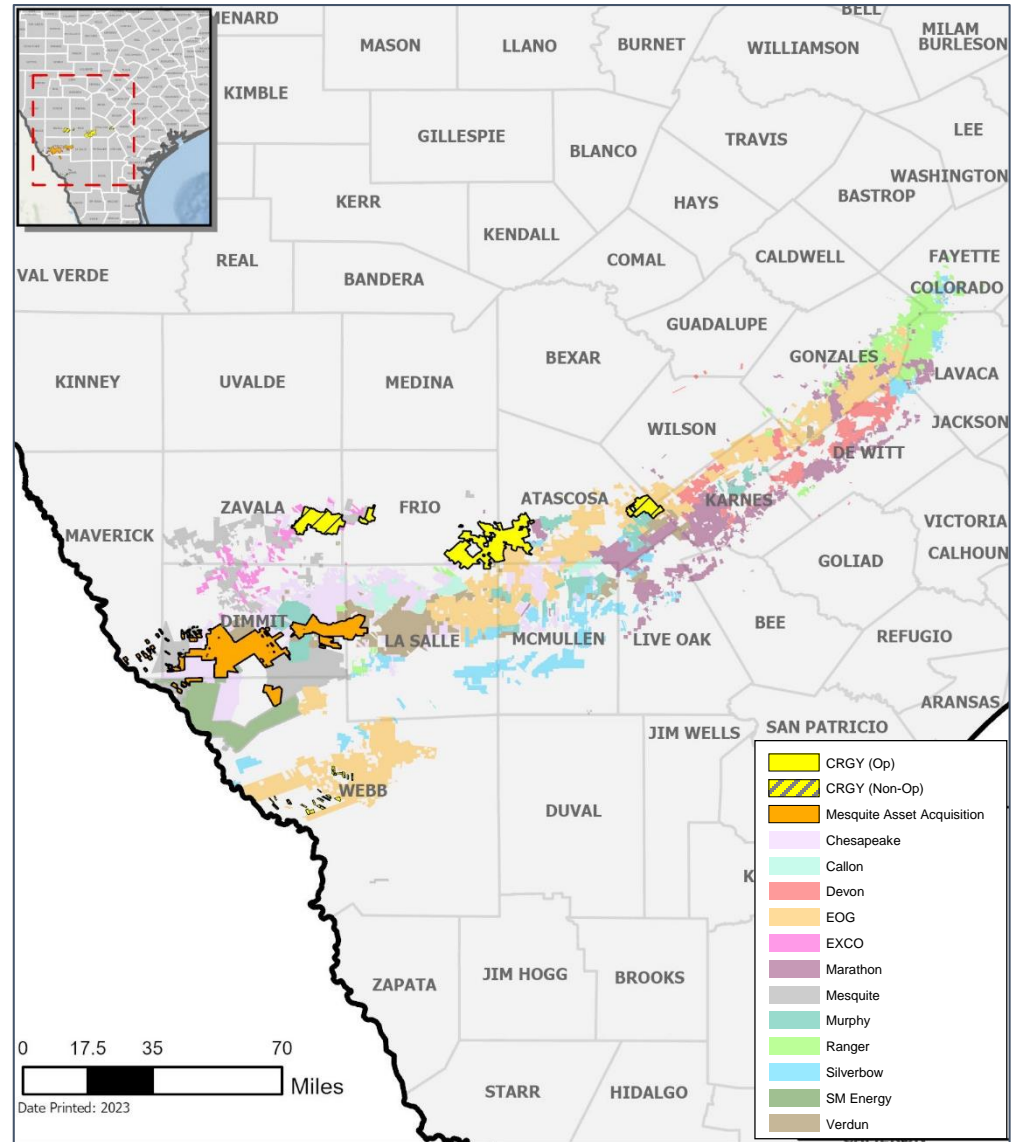 MENARD
BELL
MILAM
MASON
LLANO
BURNET
WILLIAMSON
BURLESON
KIMBLE
GILLESPIE
TRAVIS
LEE
BLANCO
WASHINGTON
BASTROP
KERR
HAYS
KENDALL
REAL
COMAL
CALDWELL
FAYETTE
VAL VERDE
BANDERA
COLORADO
GUADALUPE
BEXAR
GONZALES
KINNEY
UVALDE
MEDINA
LAVACA
JACKSON
WILSON
DE WITT
ZAVALA
FRIO
ATASCOSA
KARNES
MAVERICK
VICTORIA
CALHOUN
GOLIAD
DIMMIT
LA SALLE
MCMULLEN
LIVE OAK
BEE
REFUGIO
ARANSAS
JIM WELLS
SAN PATRICIO
WEBB
DUVAL
ZAPATA
JIM HOGG
BROOKS
STARR
HIDALGO
CRGY (Op)
CRGY (Non-Op)
Mesquite Asset Acquisition
Chesapeake
Callon
Devon
EOG
EXCO
Marathon
Mesquite
Murphy
Ranger
Silverbow
SM Energy
Verdun
0 17.5 35 70
Miles
Date Printed: 2023